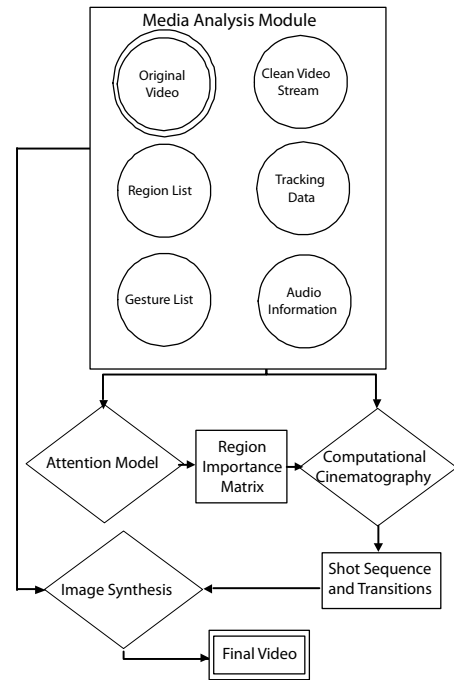 Media Analysis Module
Original
Video
Clean Video
Stream
Region List
Tracking
Data
Gesture List
Audio
Information
Attention Model
Region
Importance
Matrix
Computational
Cinematography
Shot Sequence
and Transitions
Image Synthesis
Final Video